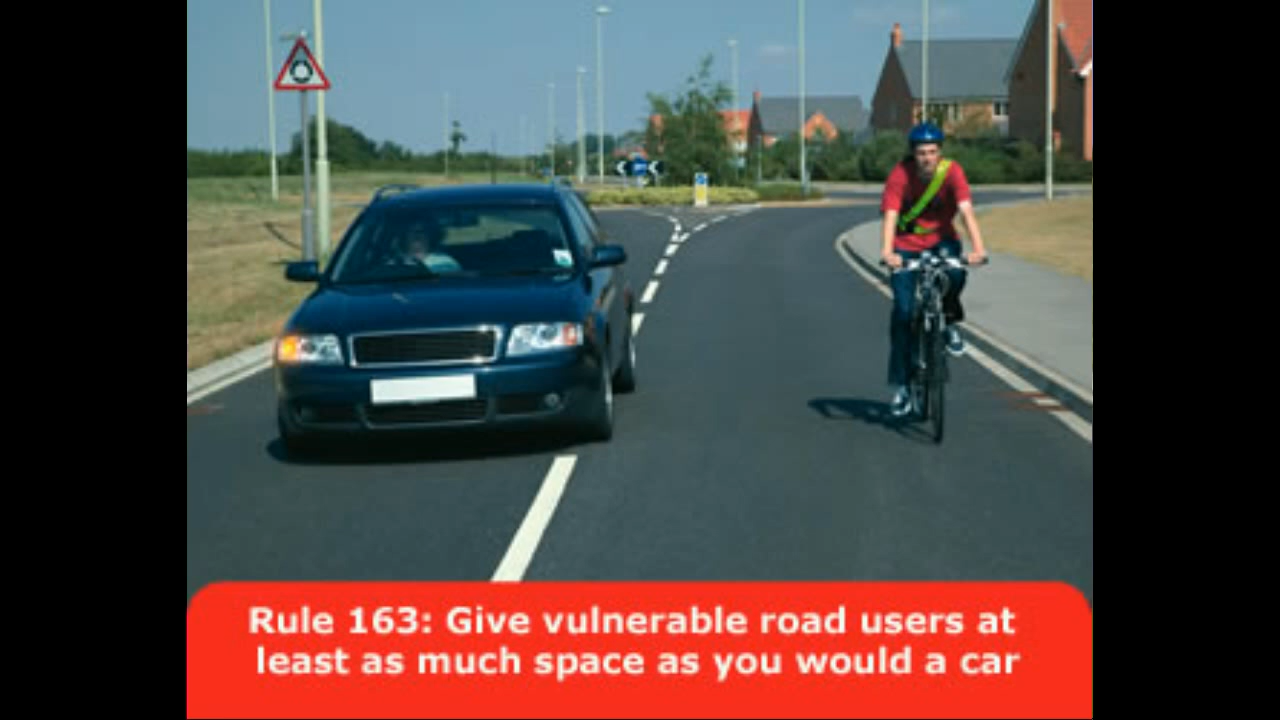 Rule 163: Give vulnerable road users at
least as much space as you would a car